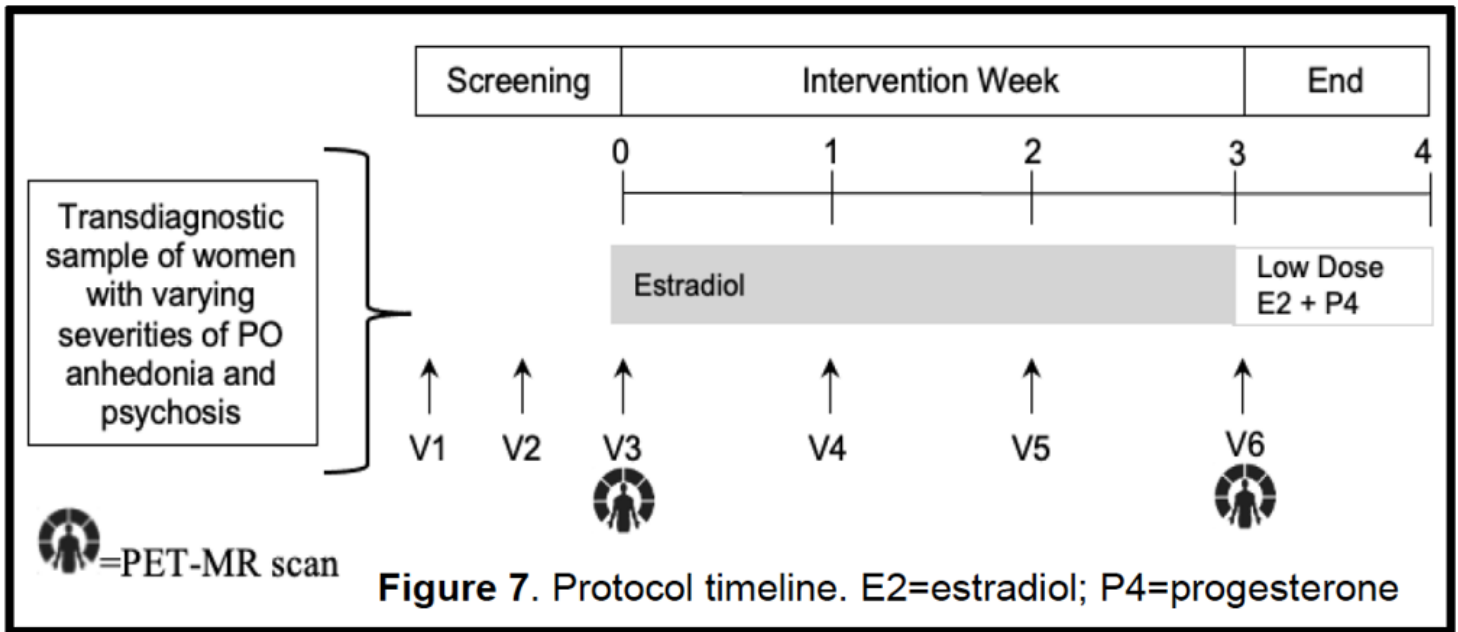 Screening Intervention Week End
0 1 2 3 4
Transdiagnostic
sample of women
with varying
severities of PO
anhedonia and
psychosis
Estradiol
Low Dose
E2 + P4
V1 V2 V3 V4 V5 V6
=PET-MR scan
Figure 7. Protocol timeline. E2=estradiol; P4=progesterone